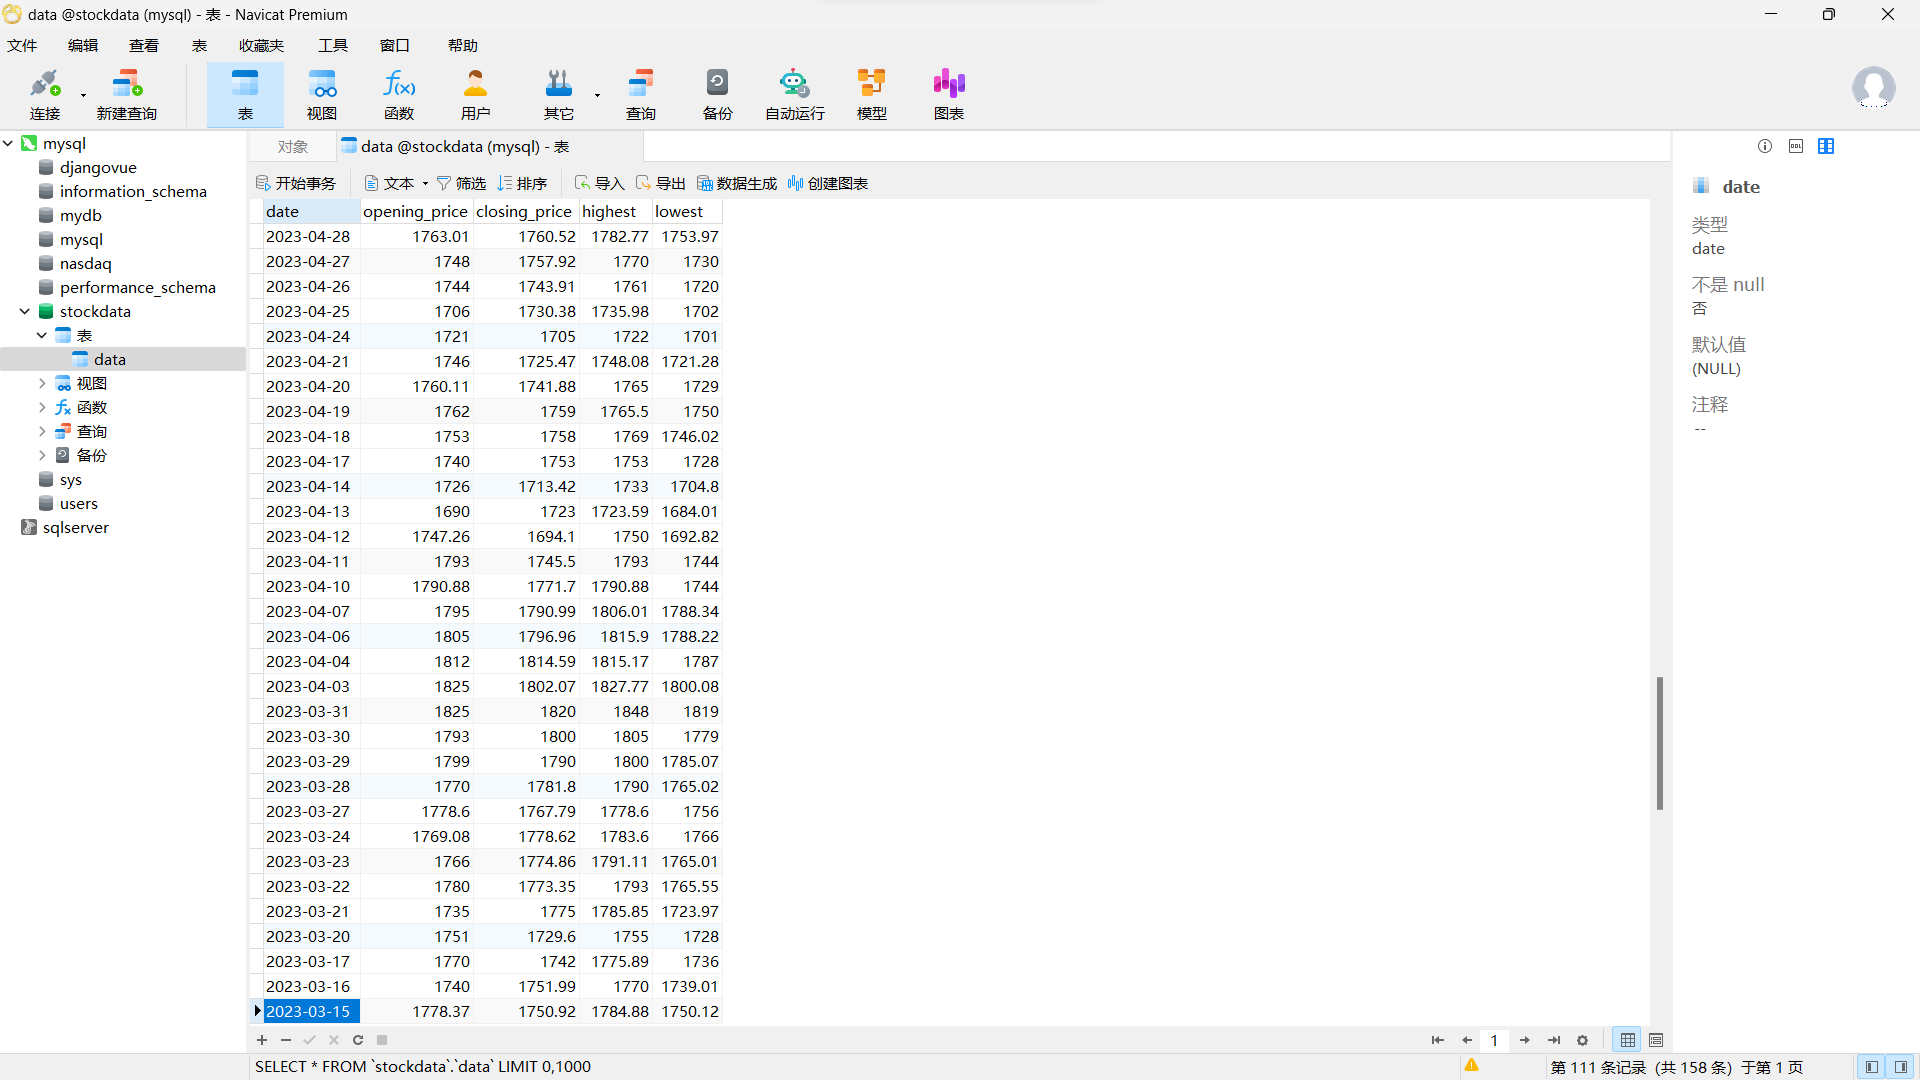 data @stockdata (mysql) - 表 - Navicat Premium
文件 编辑 查看 表 收藏夹 工具 窗口 帮助
连接 新建查询 表 视图 函数 用户 其它 查询 备份 自动运行 模型 图表
mysql
djangovue
information_schema
mydb
mysql
nasdaq
performance_schema
stockdata
表
data
视图
函数
查询
备份
sys
users
sqlserver
对象 data @stockdata (mysql) - 表
开始事务 文本 筛选 排序 导入 导出 数据生成 创建图表
date opening_price closing_price highest lowest
2023-04-28 1763.01 1760.52 1782.77 1753.97
2023-04-27 1748 1757.92 1770 1730
2023-04-26 1744 1743.91 1761 1720
2023-04-25 1706 1730.38 1735.98 1702
2023-04-24 1721 1705 1722 1701
2023-04-21 1746 1725.47 1748.08 1721.28
2023-04-20 1760.11 1741.88 1765 1729
2023-04-19 1762 1759 1765.5 1750
2023-04-18 1753 1758 1769 1746.02
2023-04-17 1740 1753 1753 1728
2023-04-14 1726 1713.42 1733 1704.8
2023-04-13 1690 1723 1723.59 1684.01
2023-04-12 1747.26 1694.1 1750 1692.82
2023-04-11 1793 1745.5 1793 1744
2023-04-10 1790.88 1771.7 1790.88 1744
2023-04-07 1795 1790.99 1806.01 1788.34
2023-04-06 1805 1796.96 1815.9 1788.22
2023-04-04 1812 1814.59 1815.17 1787
2023-04-03 1825 1802.07 1827.77 1800.08
2023-03-31 1825 1820 1848 1819
2023-03-30 1793 1800 1805 1779
2023-03-29 1799 1790 1800 1785.07
2023-03-28 1770 1781.8 1790 1765.02
2023-03-27 1778.6 1767.79 1778.6 1756
2023-03-24 1769.08 1778.62 1783.6 1766
2023-03-23 1766 1774.86 1791.11 1765.01
2023-03-22 1780 1773.35 1793 1765.55
2023-03-21 1735 1775 1785.85 1723.97
2023-03-20 1751 1729.6 1755 1728
2023-03-17 1770 1742 1775.89 1736
2023-03-16 1740 1751.99 1770 1739.01
2023-03-15 1778.37 1750.92 1784.88 1750.12
date
类型
date
不是 null
否
默认值
(NULL)
注释
--
1
SELECT * FROM `stockdata`.`data` LIMIT 0,1000
第 111 条记录 (共 158 条) 于第 1 页